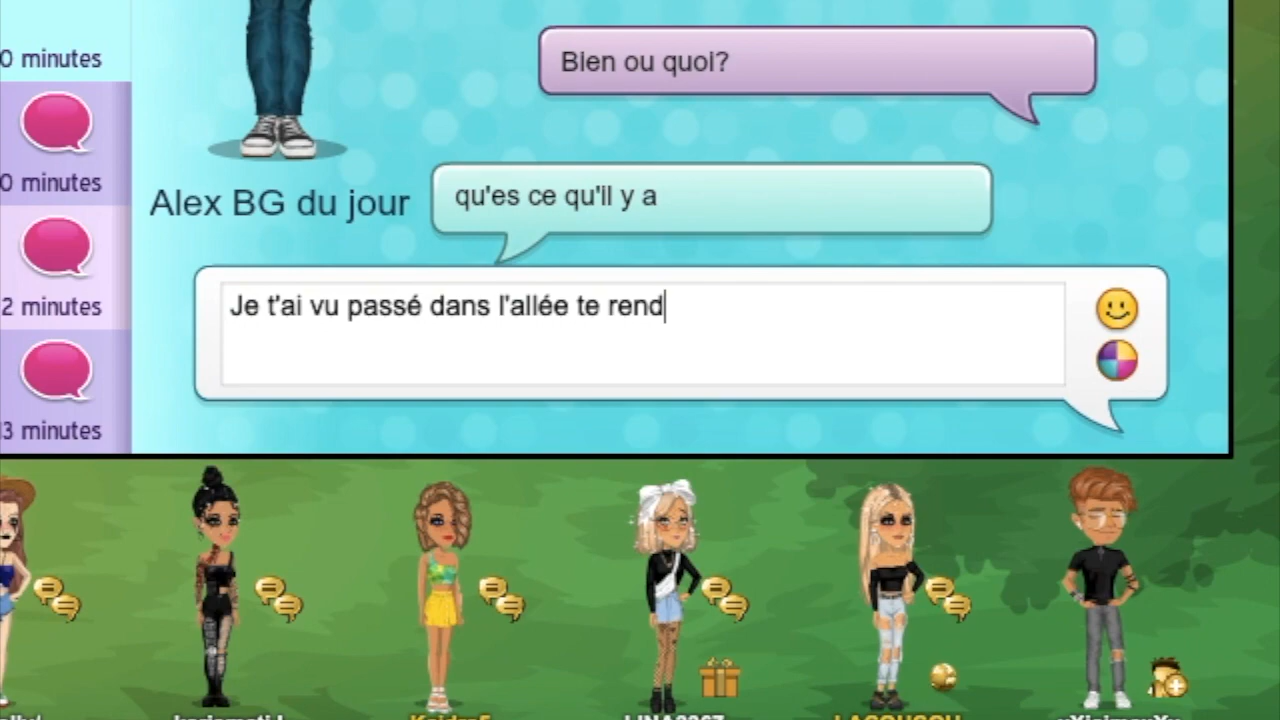 0 minutes
Bien ou quoi?
0 minutes
Alex BG du jour
qu'es ce qu'il y a
2 minutes
Je t'ai vu passé dans l'allée te rend
13 minutes